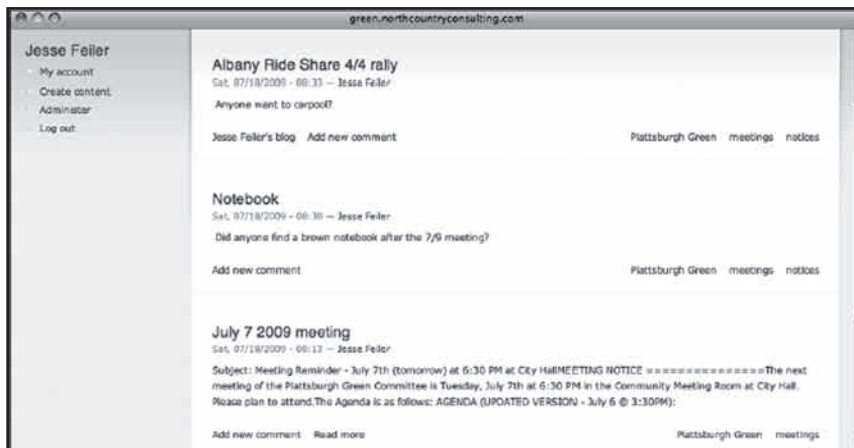 green.northcountryconsulting.com
Jesse Feiler
My account
Create content
Administer
Log out
Albany Ride Share 4/4 rally
Sat, 07/18/2009 - 08:33 — Jesse Feiler
Anyone want to carpool?
Jesse Feiler's blog Add new comment Plattsburgh Green meetings notices
Notebook
Sat, 07/18/2009 - 08:30 — Jesse Feiler
Did anyone find a brown notebook after the 7/9 meeting?
Add new comment Plattsburgh Green meetings notices
July 7 2009 meeting
Sat, 07/18/2009 - 08:13 — Jesse Feiler
Subject: Meeting Reminder - July 7th (tomorrow) at 6:30 PM at City HallMEETING NOTICE ===============The next
meeting of the Plattsburgh Green Committee is Tuesday, July 7th at 6:30 PM in the Community Meeting Room at City Hall.
Please plan to attend.The Agenda is as follows: AGENDA (UPDATED VERSION - July 6 @ 3:30PM):
Add new comment Read more Plattsburgh Green meetings